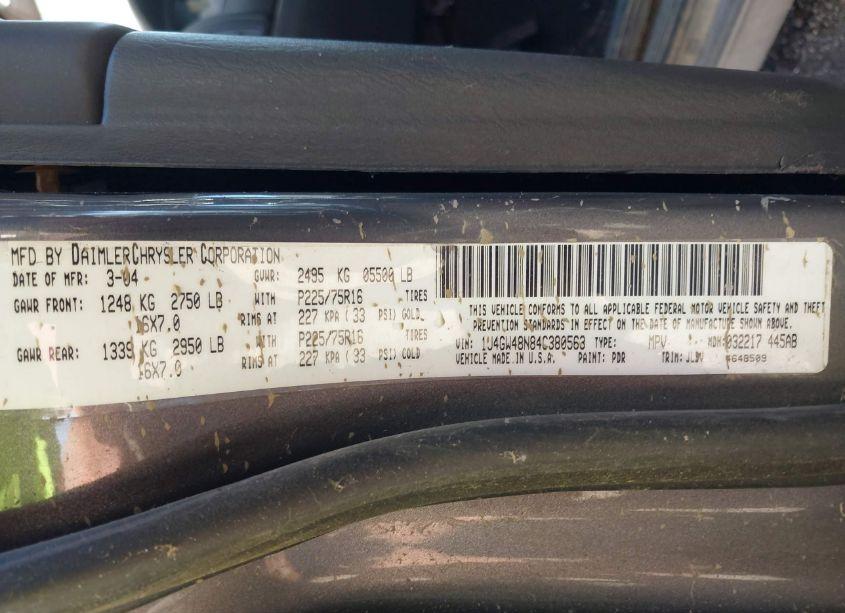 MFD BY DAIMLERCHRYSLER CORPORATION
DATE OF MFR: 3-04 GVWR: 2495 KG 05500 LB
GAWR FRONT: 1248 KG 2750 LB WITH P225/75R16 TIRES
16X7.0 RIMS AT 227 KPA ( 33 PSI) COLD
GAWR REAR: 1339 KG 2950 LB WITH P225/75R16 TIRES
16X7.0 RIMS AT 227 KPA ( 33 PSI) COLD
THIS VEHICLE CONFORMS TO ALL APPLICABLE FEDERAL MOTOR VEHICLE SAFETY AND THEFT
PREVENTION STANDARDS IN EFFECT ON THE DATE OF MANUFACTURE SHOWN ABOVE.
VIN: 1J4GW48N84C380563 TYPE: MPV MDH: 032217 445AB
VEHICLE MADE IN U.S.A. PAINT: PDR TRIM: 4648509